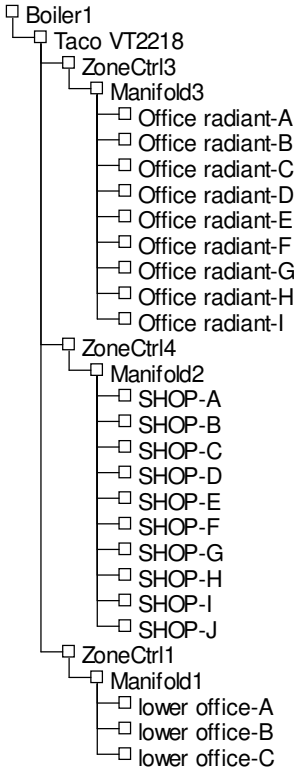 Boiler1
Taco VT2218
ZoneCtrl3
Manifold3
Office radiant-A
Office radiant-B
Office radiant-C
Office radiant-D
Office radiant-E
Office radiant-F
Office radiant-G
Office radiant-H
Office radiant-I
ZoneCtrl4
Manifold2
SHOP-A
SHOP-B
SHOP-C
SHOP-D
SHOP-E
SHOP-F
SHOP-G
SHOP-H
SHOP-I
SHOP-J
ZoneCtrl1
Manifold1
lower office-A
lower office-B
lower office-C